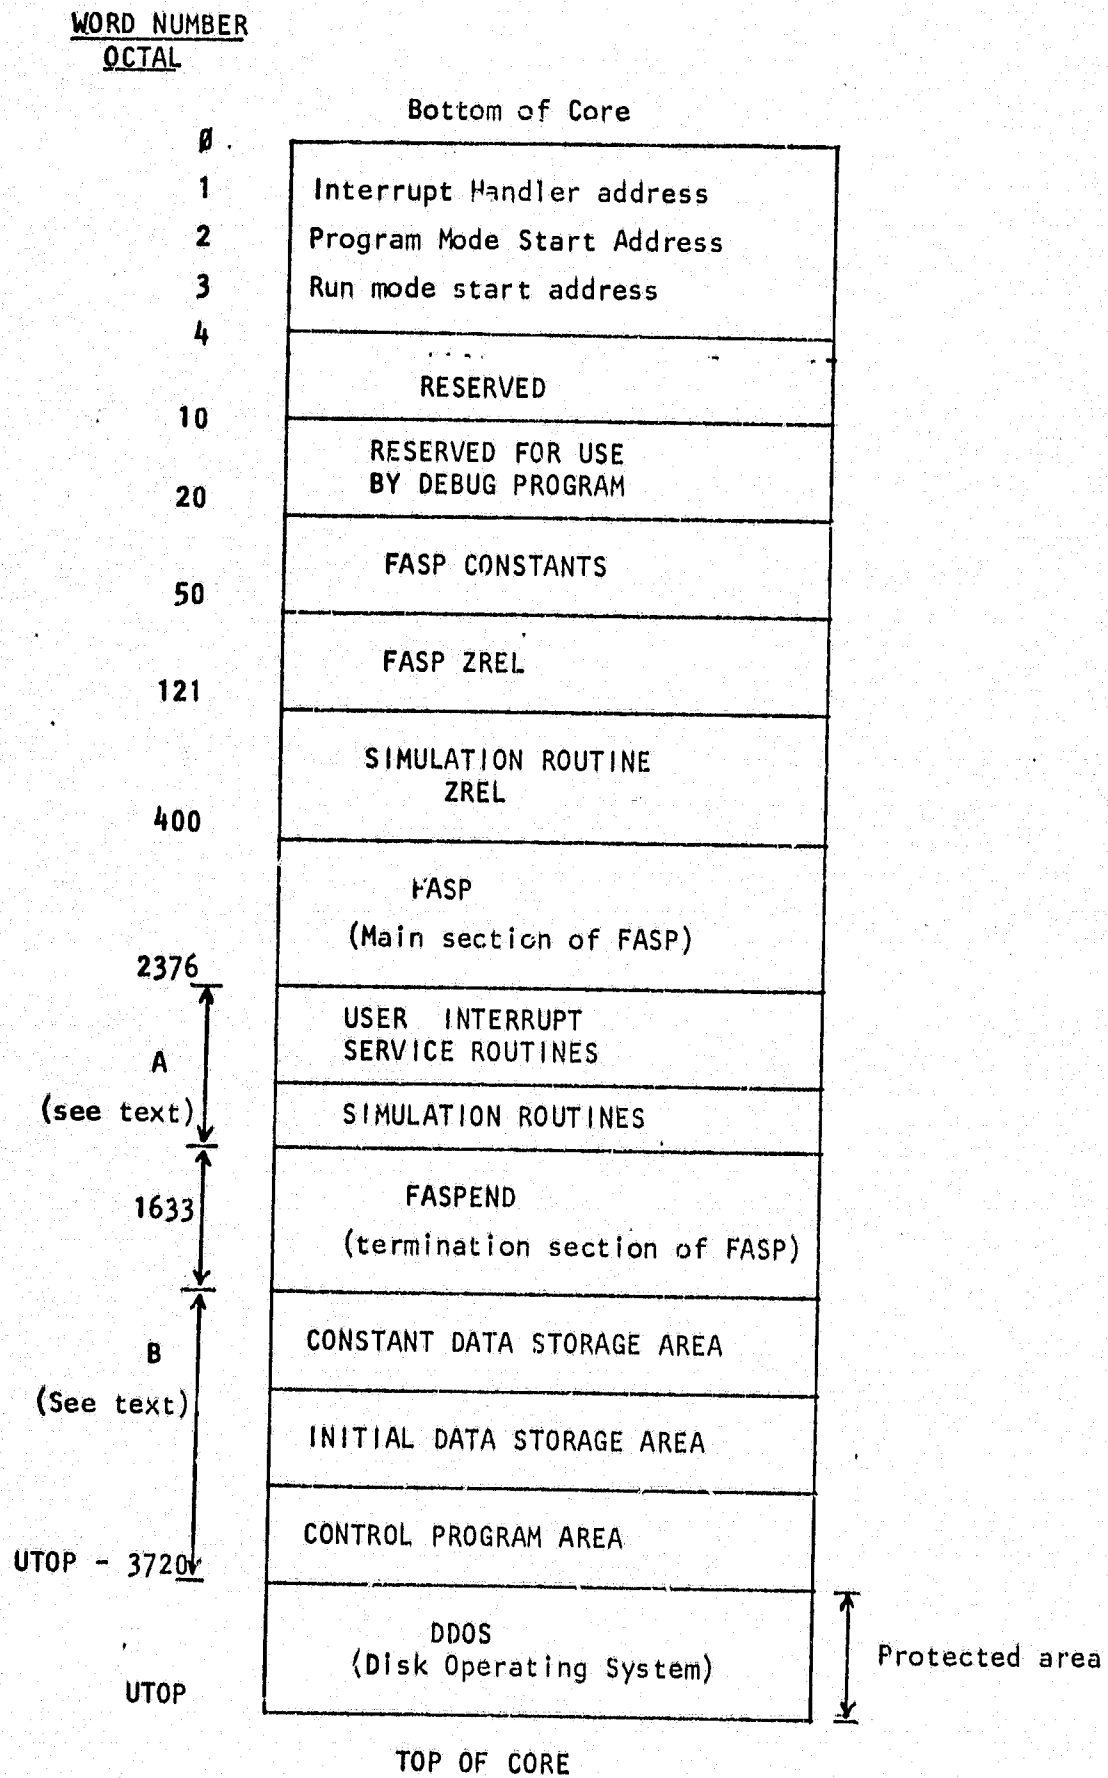 WORD NUMBER
OCTAL
Bottom of Core
Ø
1 Interrupt Handler address
2 Program Mode Start Address
3 Run mode start address
4
RESERVED
10
RESERVED FOR USE
BY DEBUG PROGRAM
20
FASP CONSTANTS
50
FASP ZREL
121
SIMULATION ROUTINE
ZREL
400
FASP
(Main section of FASP)
2376
USER INTERRUPT
SERVICE ROUTINES
A
(see text)
SIMULATION ROUTINES
FASPEND
1633
(termination section of FASP)
CONSTANT DATA STORAGE AREA
B
(See text)
INITIAL DATA STORAGE AREA
CONTROL PROGRAM AREA
UTOP - 3720
DDOS
(Disk Operating System)
Protected area
UTOP
TOP OF CORE